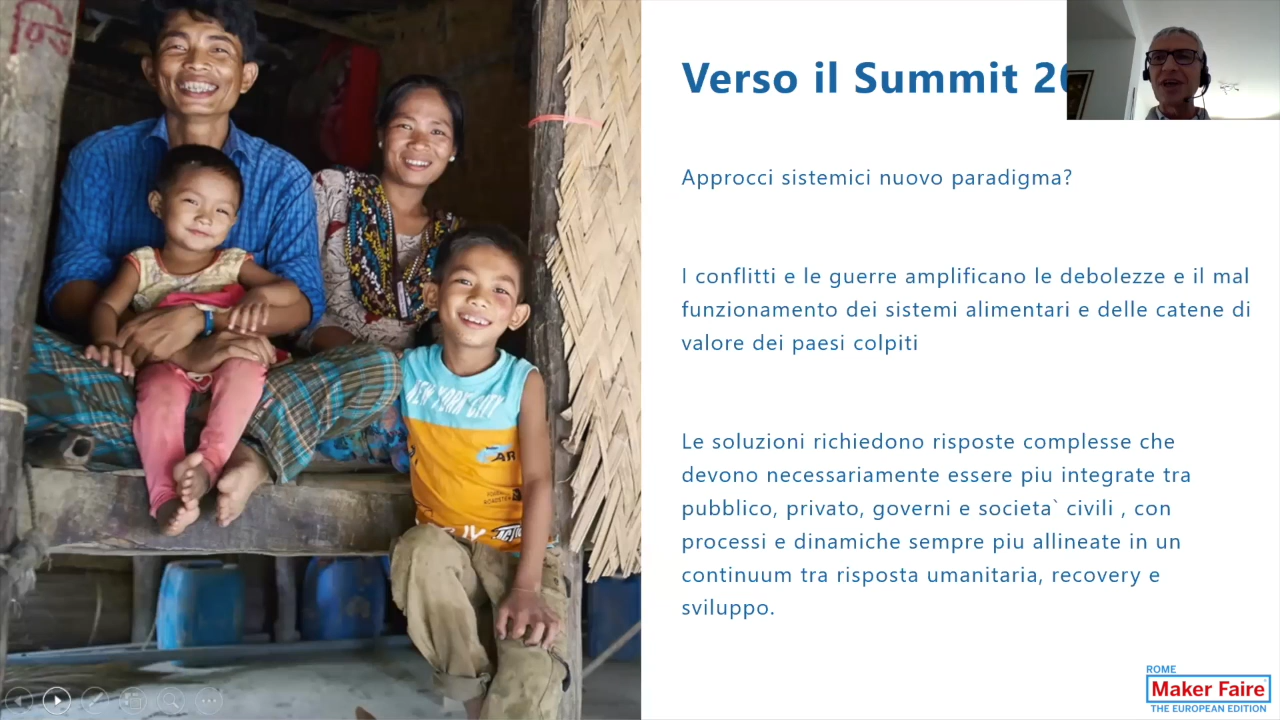 Verso il Summit
Approcci sistemici nuovo paradigma?
I conflitti e le guerre amplificano le debolezze e il mal
funzionamento dei sistemi alimentari e delle catene di
valore dei paesi colpiti
Le soluzioni richiedono risposte complesse che
devono necessariamente essere piu integrate tra
pubblico, privato, governi e societa` civili , con
processi e dinamiche sempre piu allineate in un
continuum tra risposta umanitaria, recovery e
sviluppo.
NEW YORK CITY
ROME
Maker Faire
THE EUROPEAN EDITION